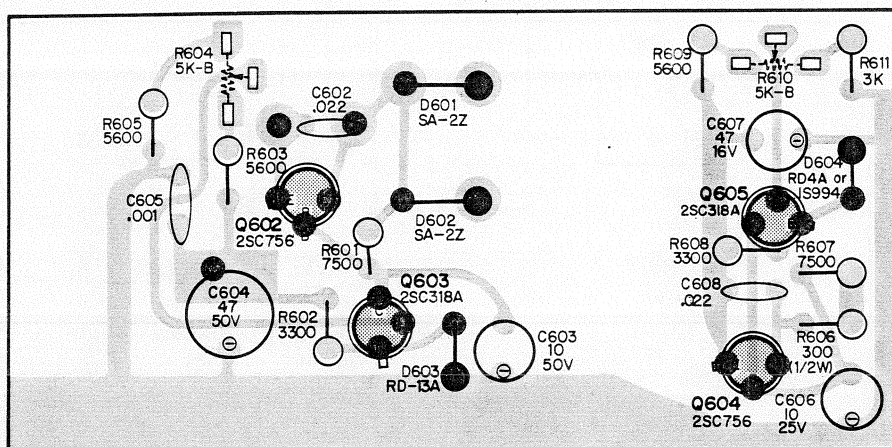 R604
5K-B
R605
5600
C602
.022
D601
SA-2Z
R603
5600
C605
.001
Q602
2SC756
D602
SA-2Z
R601
7500
C604
47
50V
R602
3300
Q603
2SC318A
C
D603
RD-13A
C603
10
50V
R609
5600
R610
5K-B
R611
3K
C607
47
16V
D604
RD4A or
1S994
Q605
2SC318A
R608
3300
R607
7500
C608
.022
R606
300
(1/2W)
Q604
2SC756
C606
10
25V